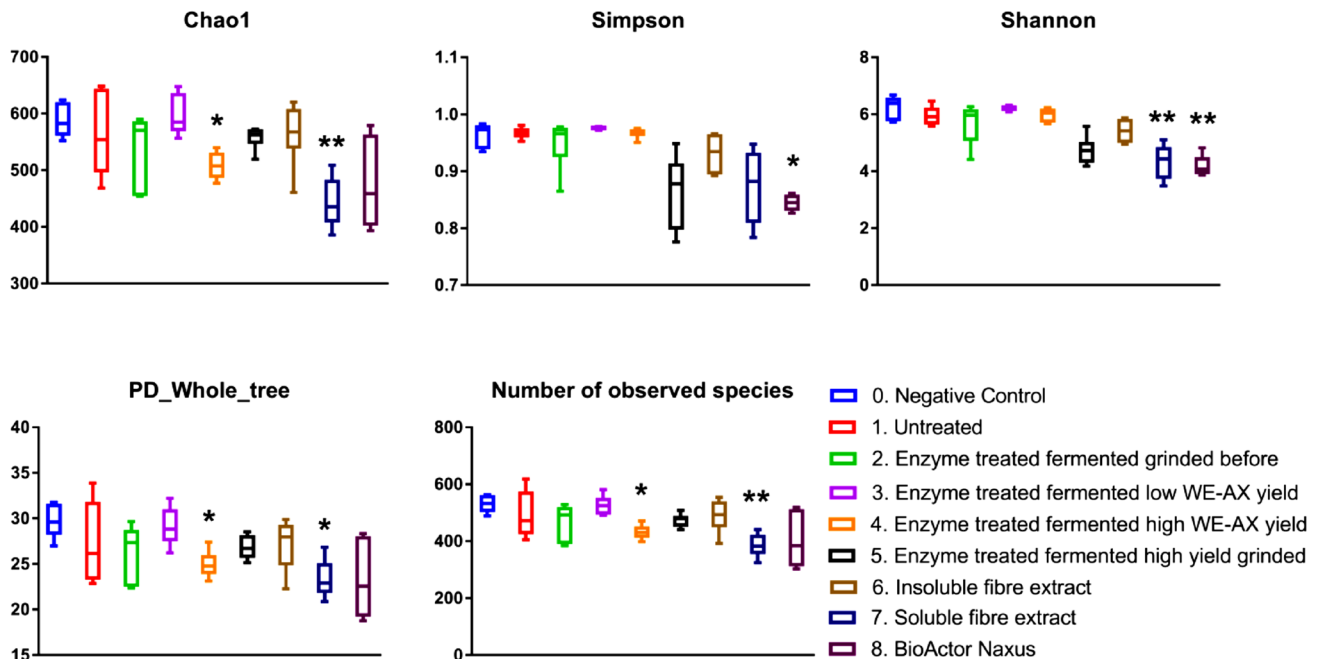 Chao1
Simpson
Shannon
700
600
500
400
300
*
**
1.1
1.0
0.9
0.8
0.7
*
8
6
4
2
0
**
**
PD_Whole_tree
Number of observed species
40
35
30
25
20
15
*
*
800
600
400
200
0
*
**
0. Negative Control
1. Untreated
2. Enzyme treated fermented grinded before
3. Enzyme treated fermented low WE-AX yield
4. Enzyme treated fermented high WE-AX yield
5. Enzyme treated fermented high yield grinded
6. Insoluble fibre extract
7. Soluble fibre extract
8. BioActor Naxus